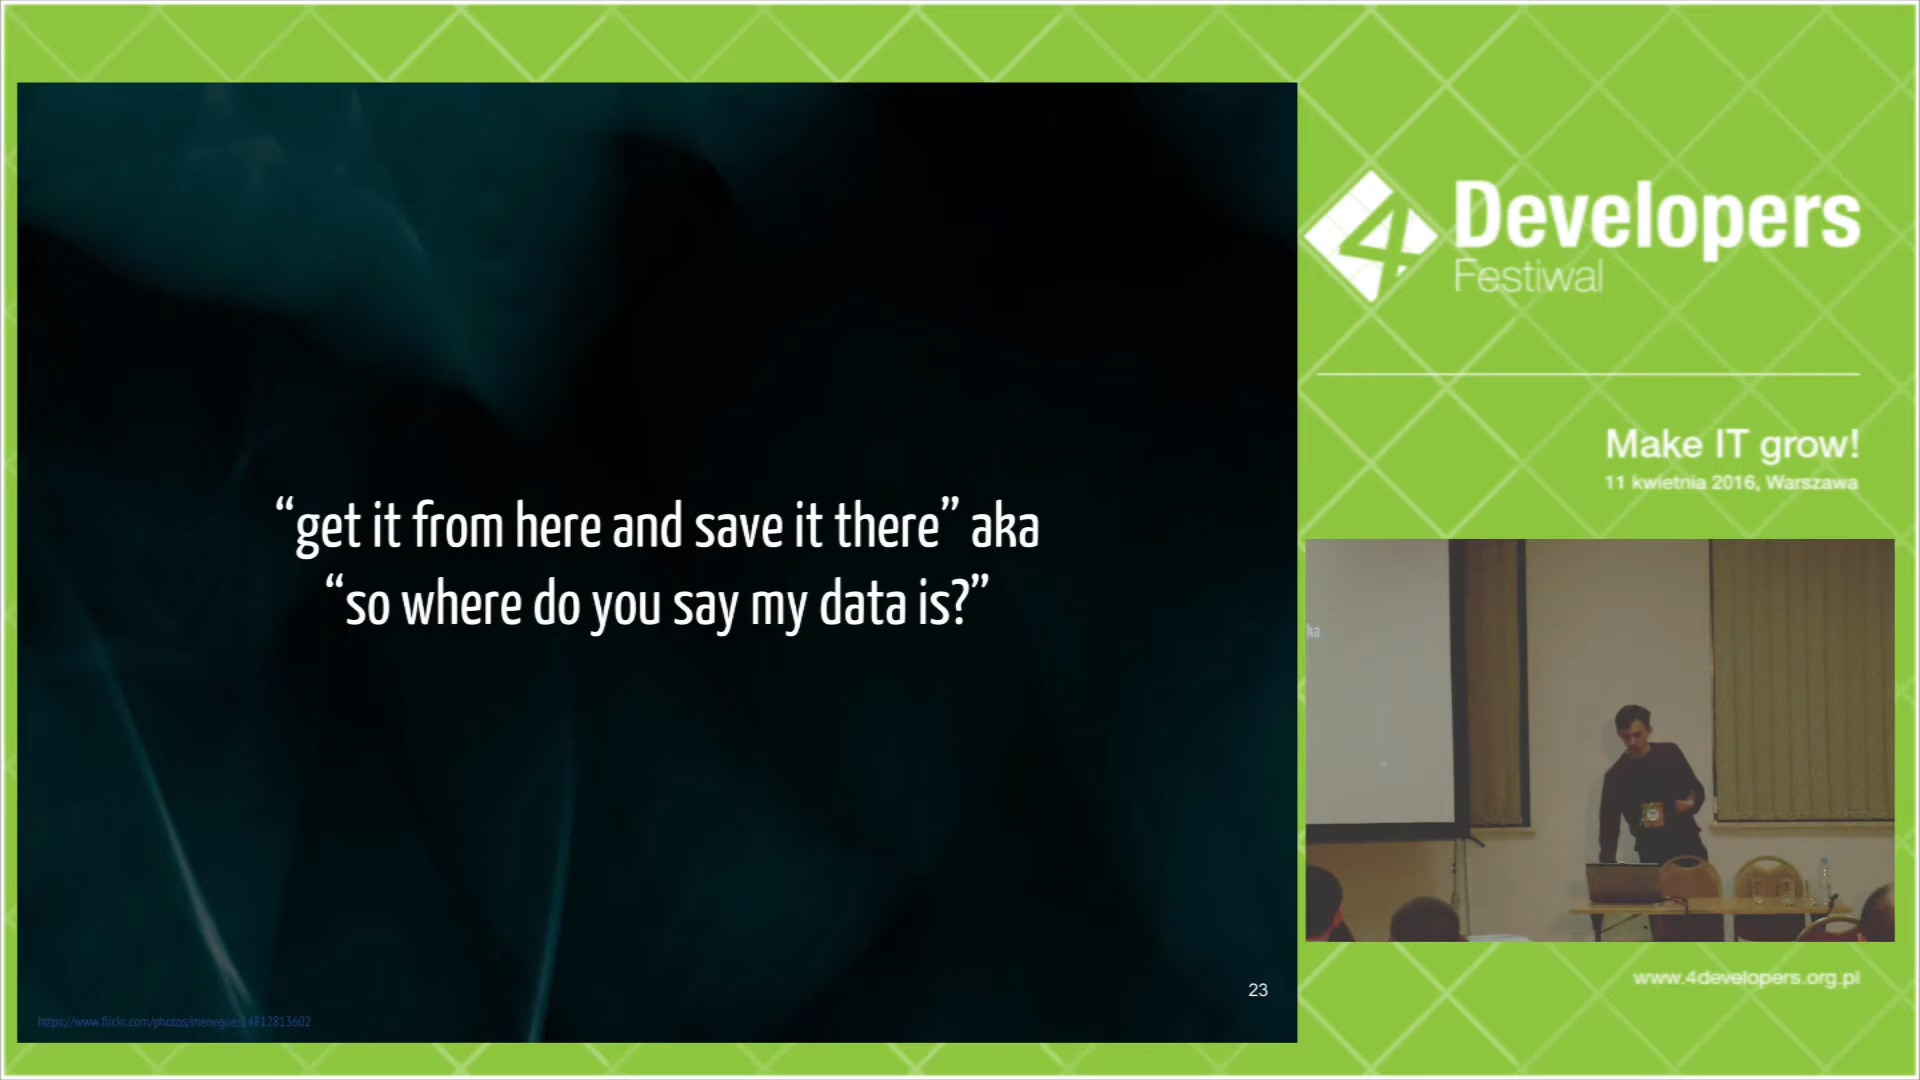 “get it from here and save it there” aka
“so where do you say my data is?”
23
https://www.flickr.com/photos/menegue/14812813602
4
Developers
Festiwal
Make IT grow!
11 kwietnia 2016, Warszawa
ka
www.4developers.org.pl